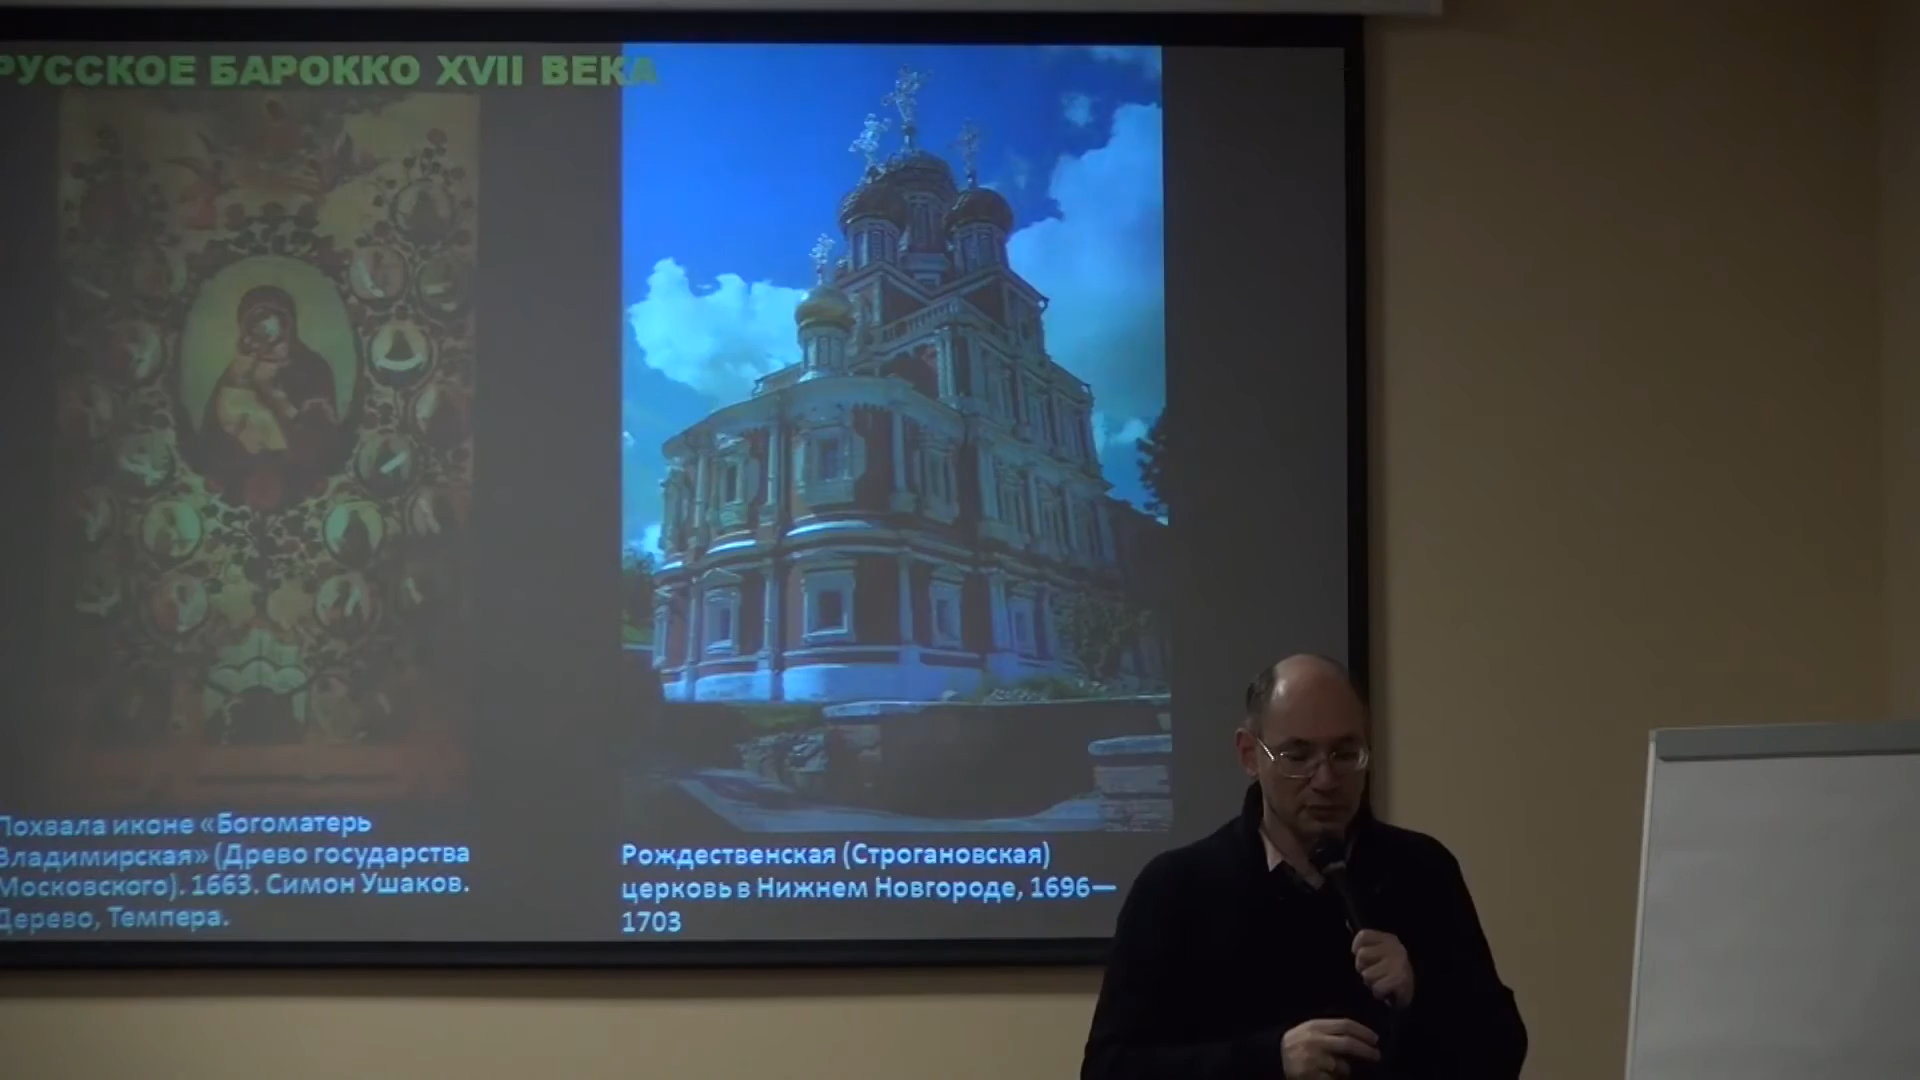 РУССКОЕ БАРОККО XVII ВЕКА
Похвала иконе «Богоматерь
Владимирская» (Древо государства
Московского). 1663. Симон Ушаков.
Дерево, Темпера.
Рождественская (Строгановская)
церковь в Нижнем Новгороде, 1696—
1703